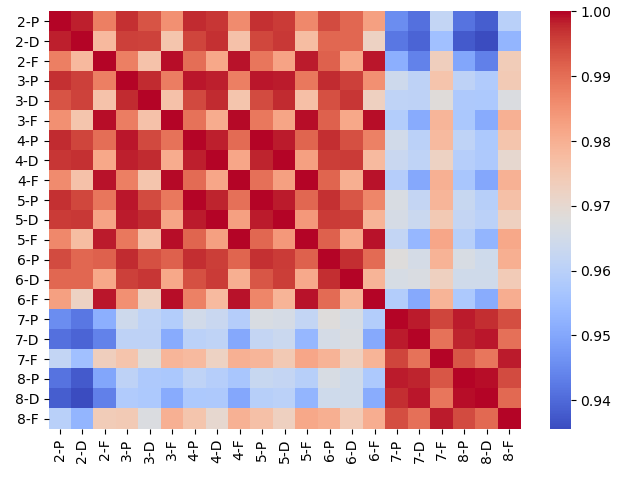 2-P
2-D
2-F
3-P
3-D
3-F
4-P
4-D
4-F
5-P
5-D
5-F
6-P
6-D
6-F
7-P
7-D
7-F
8-P
8-D
8-F
2-P 2-D 2-F 3-P 3-D 3-F 4-P 4-D 4-F 5-P 5-D 5-F 6-P 6-D 6-F 7-P 7-D 7-F 8-P 8-D 8-F
1.00
0.99
0.98
0.97
0.96
0.95
0.94